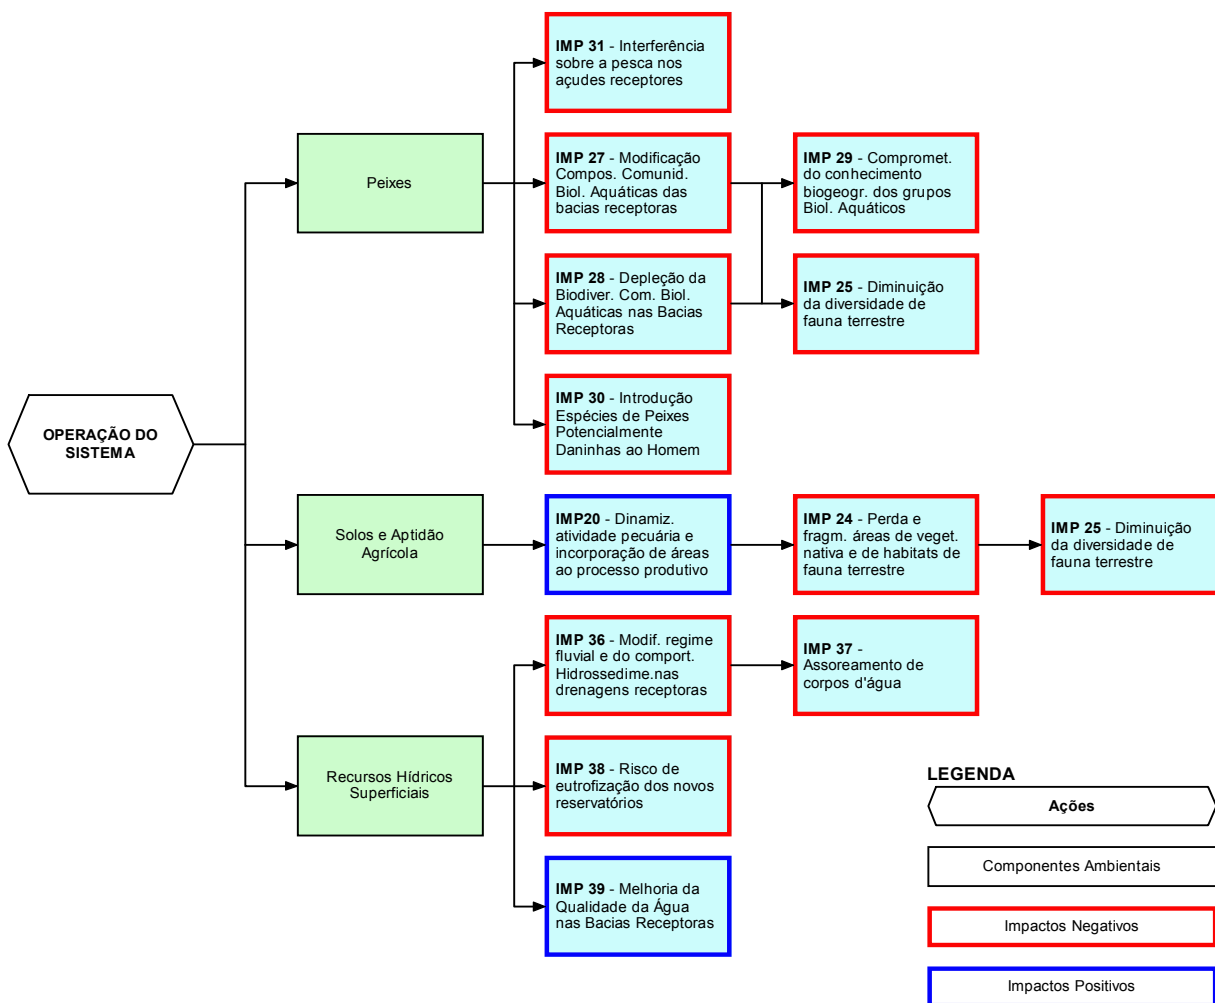 IMP 31 - Interferência
sobre a pesca nos
açudes receptores
Peixes
IMP 27 - Modificação
Compos. Comunid.
Biol. Aquáticas das
bacias receptoras
IMP 29 - Compromet.
do conhecimento
biogeogr. dos grupos
Biol. Aquáticos
IMP 28 - Depleção da
Biodiver. Com. Biol.
Aquáticas nas Bacias
Receptoras
IMP 25 - Diminuição
da diversidade de
fauna terrestre
IMP 30 - Introdução
Espécies de Peixes
Potencialmente
Daninhas ao Homem
OPERAÇÃO DO
SISTEMA
Solos e Aptidão
Agrícola
IMP20 - Dinamiz.
atividade pecuária e
incorporação de áreas
ao processo produtivo
IMP 24 - Perda e
fragm. áreas de veget.
nativa e de habitats de
fauna terrestre
IMP 25 - Diminuição
da diversidade de
fauna terrestre
IMP 36 - Modif. regime
fluvial e do comport.
Hidrossedime.nas
drenagens receptoras
IMP 37 -
Assoreamento de
corpos d'água
Recursos Hídricos
Superficiais
IMP 38 - Risco de
eutrofização dos novos
reservatórios
IMP 39 - Melhoria da
Qualidade da Água
nas Bacias Receptoras
LEGENDA
Ações
Componentes Ambientais
Impactos Negativos
Impactos Positivos